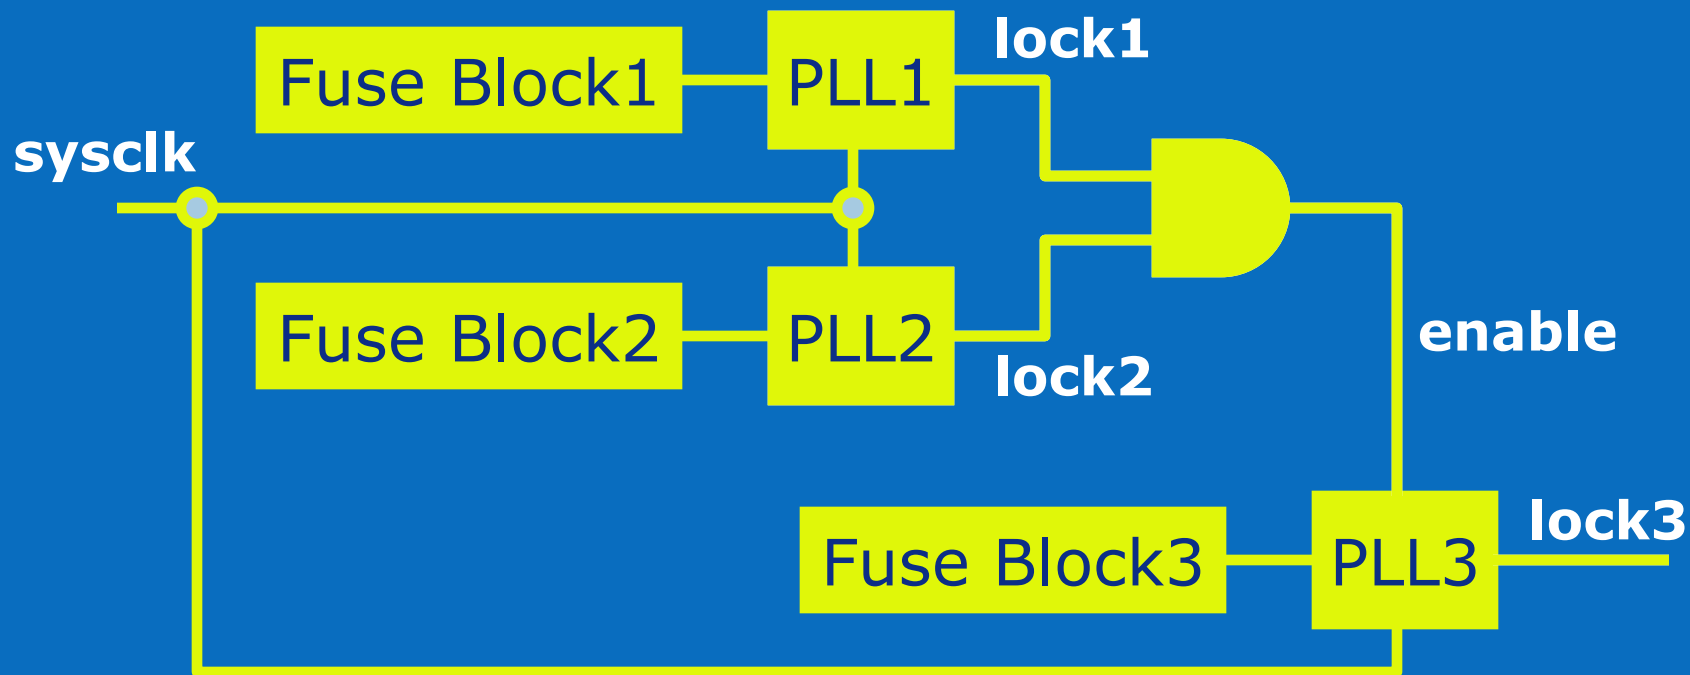 lock1
Fuse Block1
PLL1
sysclk
Fuse Block2
PLL2
lock2
enable
lock3
Fuse Block3
PLL3